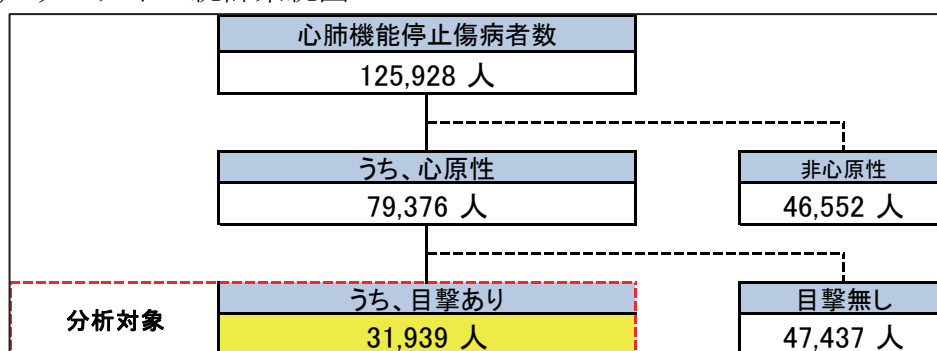 心肺機能停止傷病者数
125,928 人
うち、心原性
非心原性
79,376 人
46,552 人
うち、目撃あり
目撃無し
分析対象
31,939 人
47,437 人